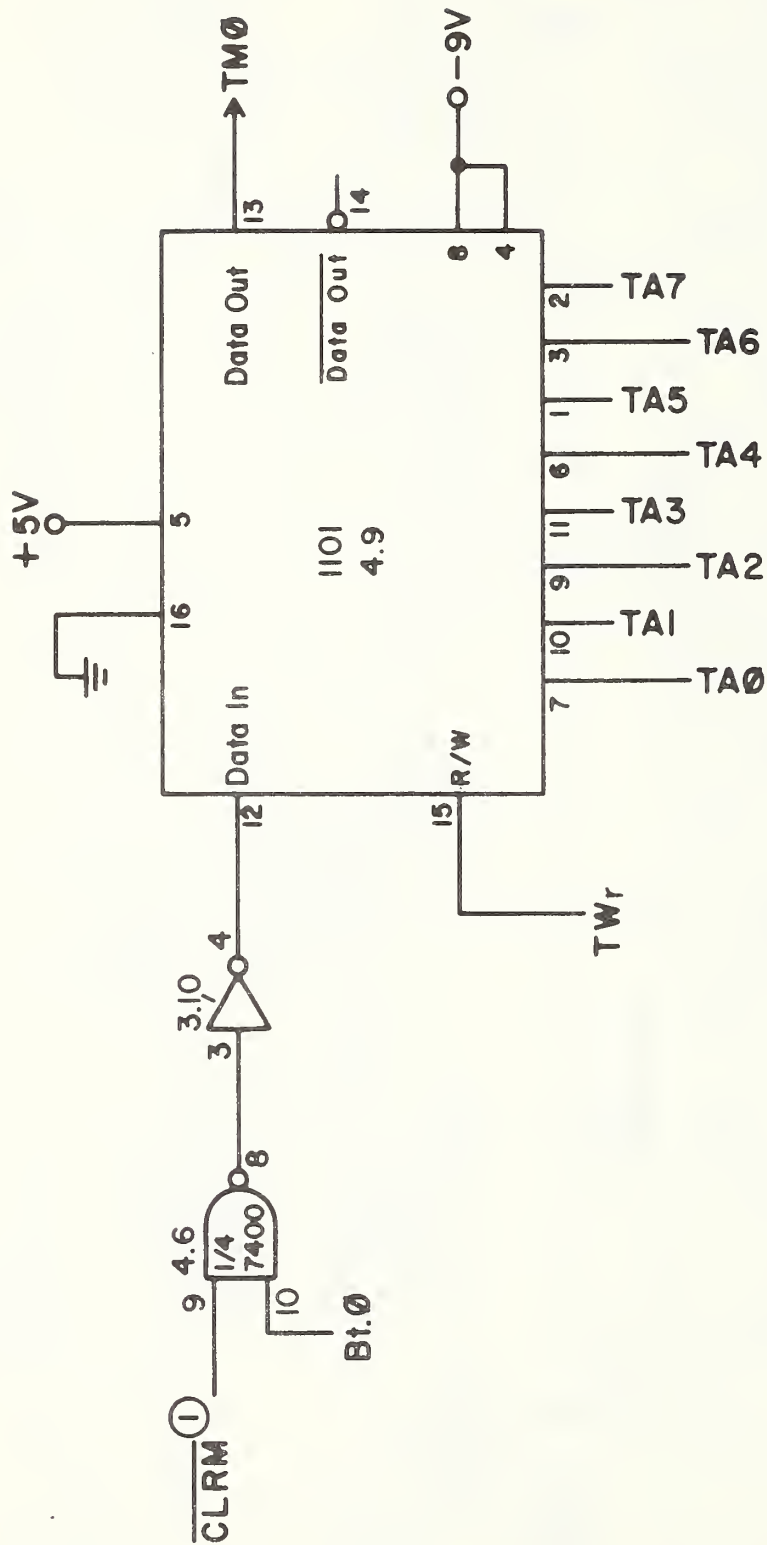 +5V
5
16
TMØ
13
Data Out
12
Data In
4
3.10
3
8
4.6
1/4
7400
9
10
①
CLRM
Bt.Ø
14
Data Out
1101
4.9
-9V
8
4
15
R/W
TWr
7
10
9
11
6
1
3
2
TAØ
TA1
TA2
TA3
TA4
TA5
TA6
TA7